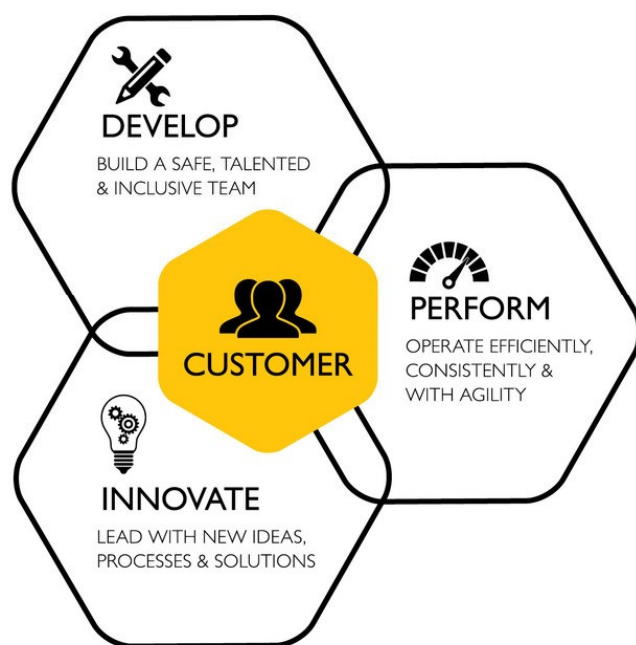 DEVELOP
BUILD A SAFE, TALENTED
& INCLUSIVE TEAM
PERFORM
OPERATE EFFICIENTLY,
CONSISTENTLY &
WITH AGILITY
CUSTOMER
INNOVATE
LEAD WITH NEW IDEAS,
PROCESSES & SOLUTIONS